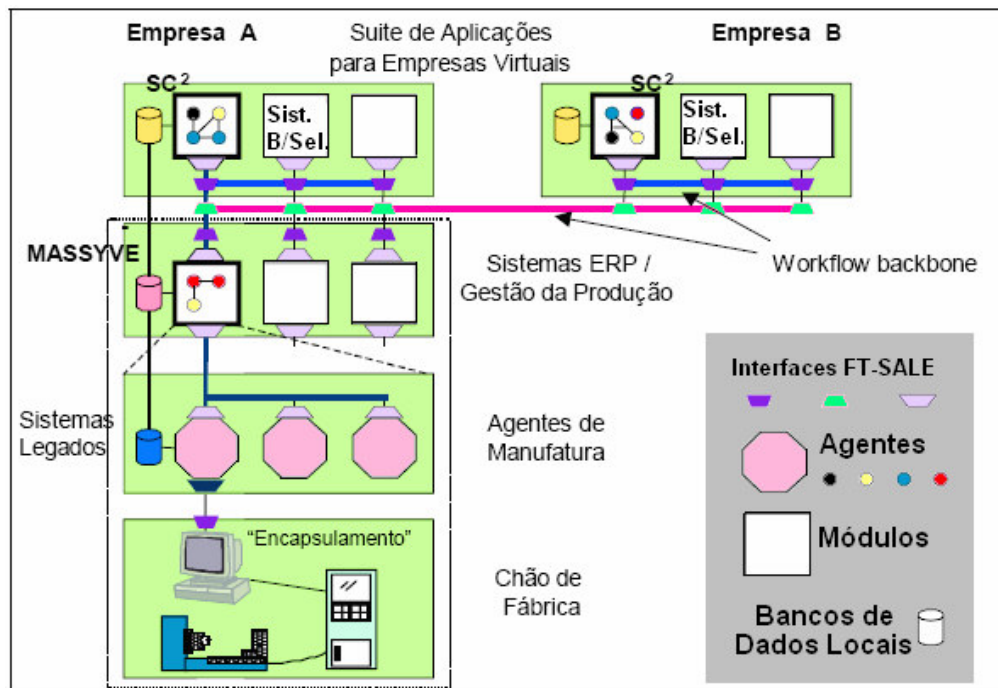 Empresa A
Suite de Aplicações
para Empresas Virtuais
Empresa B
SC²
SC²
Sist.
B/Sel.
Sist.
B/Sel.
MASSYVE
Sistemas ERP /
Gestão da Produção
Workflow backbone
Interfaces FT-SALE
Sistemas
Legados
Agentes de
Manufatura
Agentes
Módulos
"Encapsulamento"
Chão de
Fábrica
Bancos de
Dados Locais